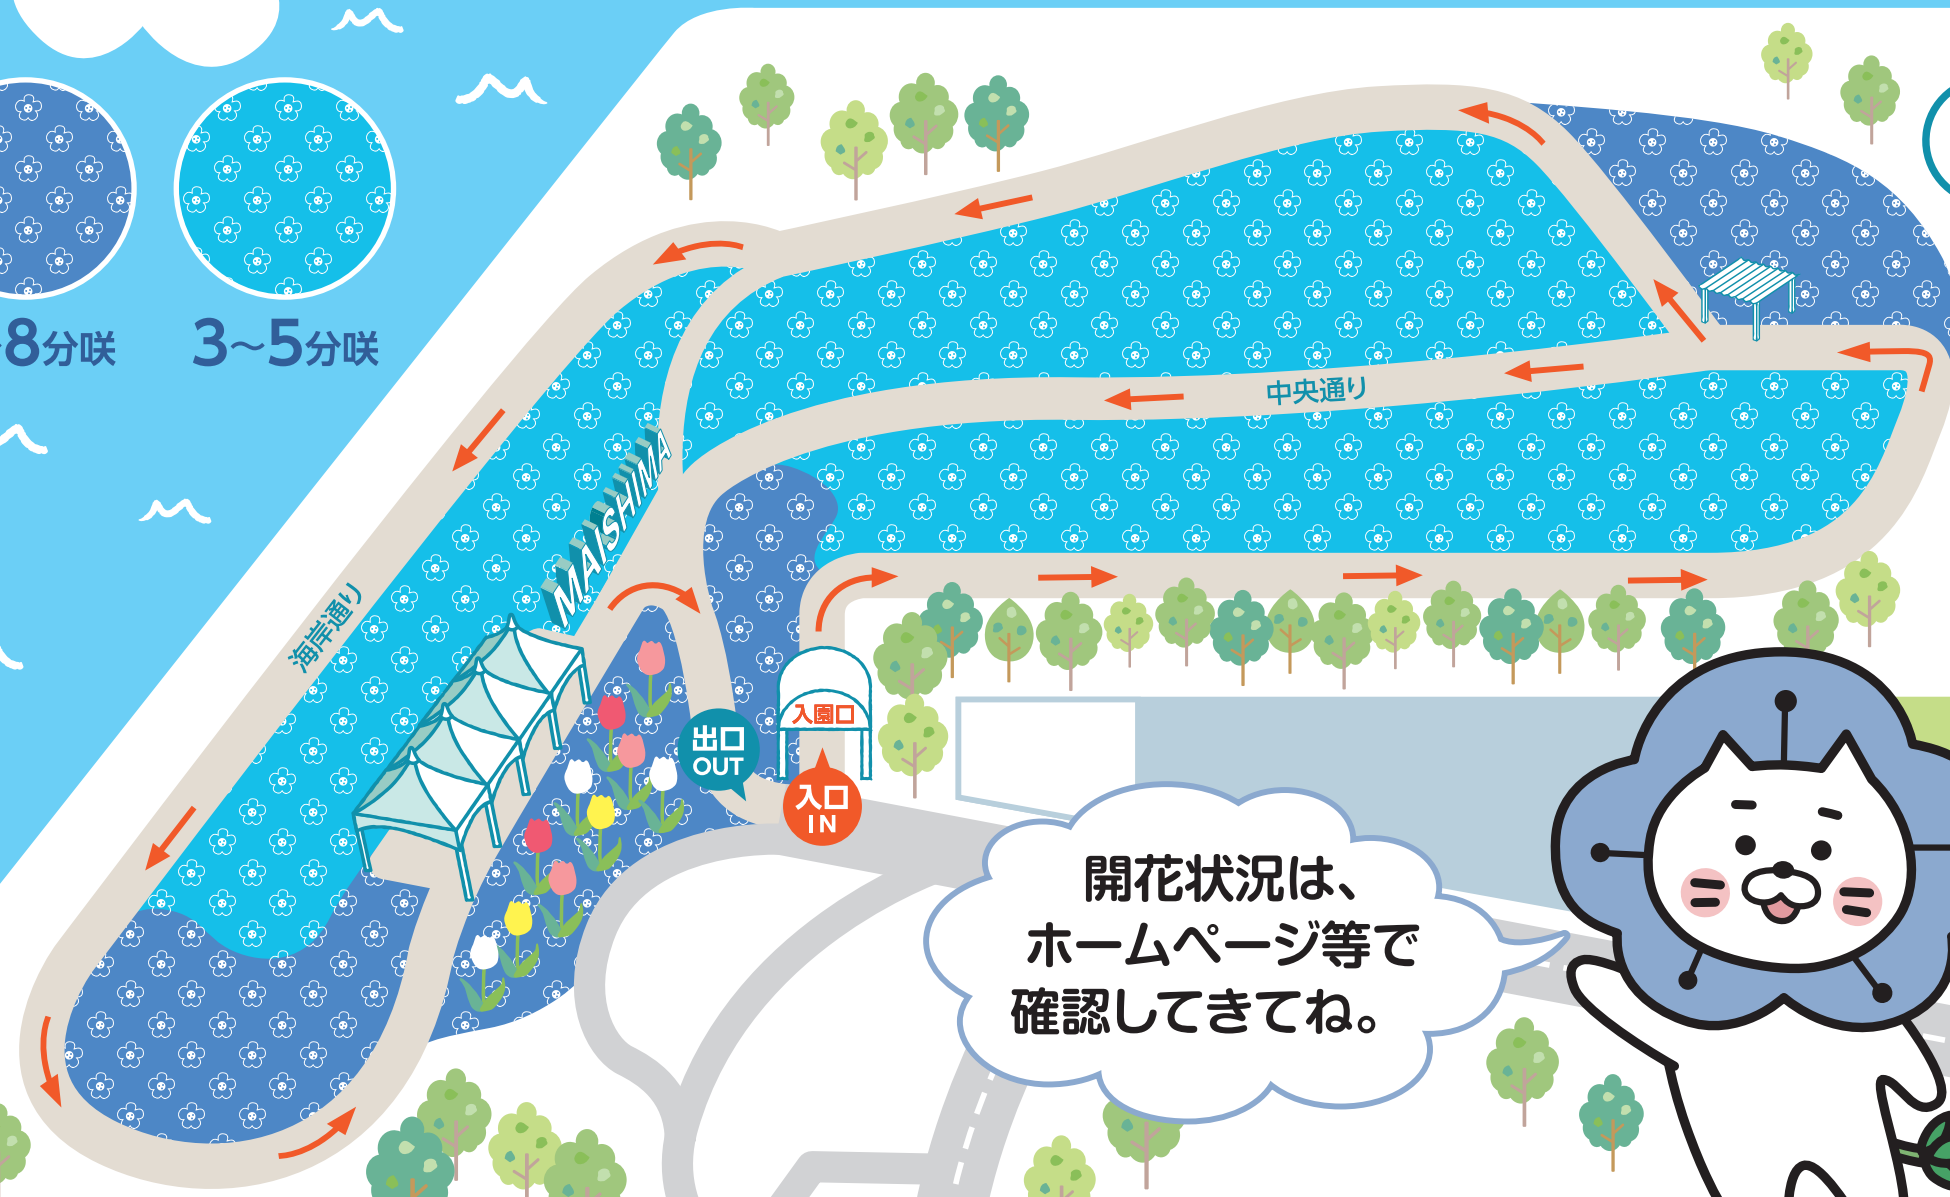 8分咲
3〜5分咲
中央通り
MAISHIMA
海岸通り
出口
OUT
入園口
入口
IN
開花状況は、
ホームページ等で
確認してきてね。